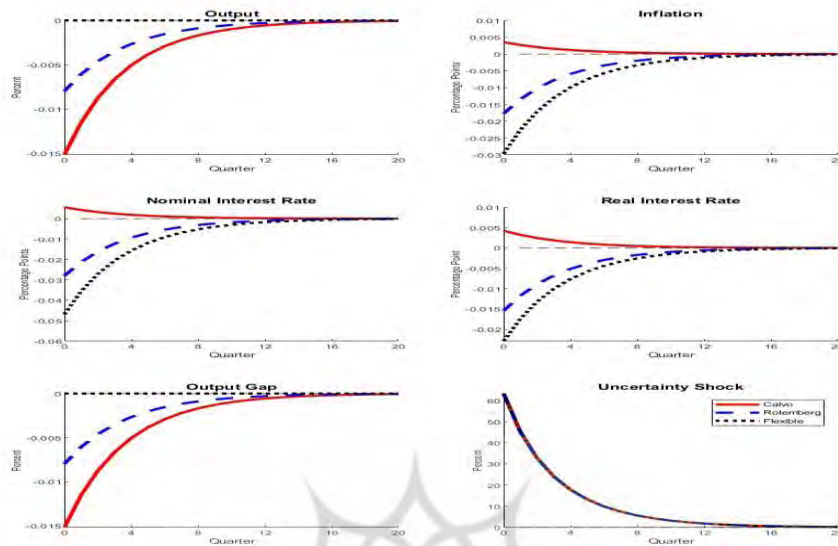 Output
Percent
0
-0.005
-0.01
-0.015
0 4 8 12 16 20
Quarter
Inflation
Percentage Points
0.01
0.005
0
-0.005
-0.01
-0.015
-0.02
-0.025
-0.03
0 4 8 12 16 20
Quarter
Nominal Interest Rate
Percentage Points
0
-0.01
-0.02
-0.03
-0.04
-0.05
-0.06
0 4 8 12 16 20
Quarter
Real Interest Rate
Percentage Point
0.01
0.005
0
-0.005
-0.01
-0.015
-0.02
0 4 8 12 16 20
Quarter
Output Gap
Percent
0
-0.005
-0.01
-0.015
0 4 8 12 16 20
Quarter
Uncertainty Shock
Percent
60
50
40
30
20
10
0
0 4 8 12 16 20
Quarter
Calvo
Rotemberg
Flexible